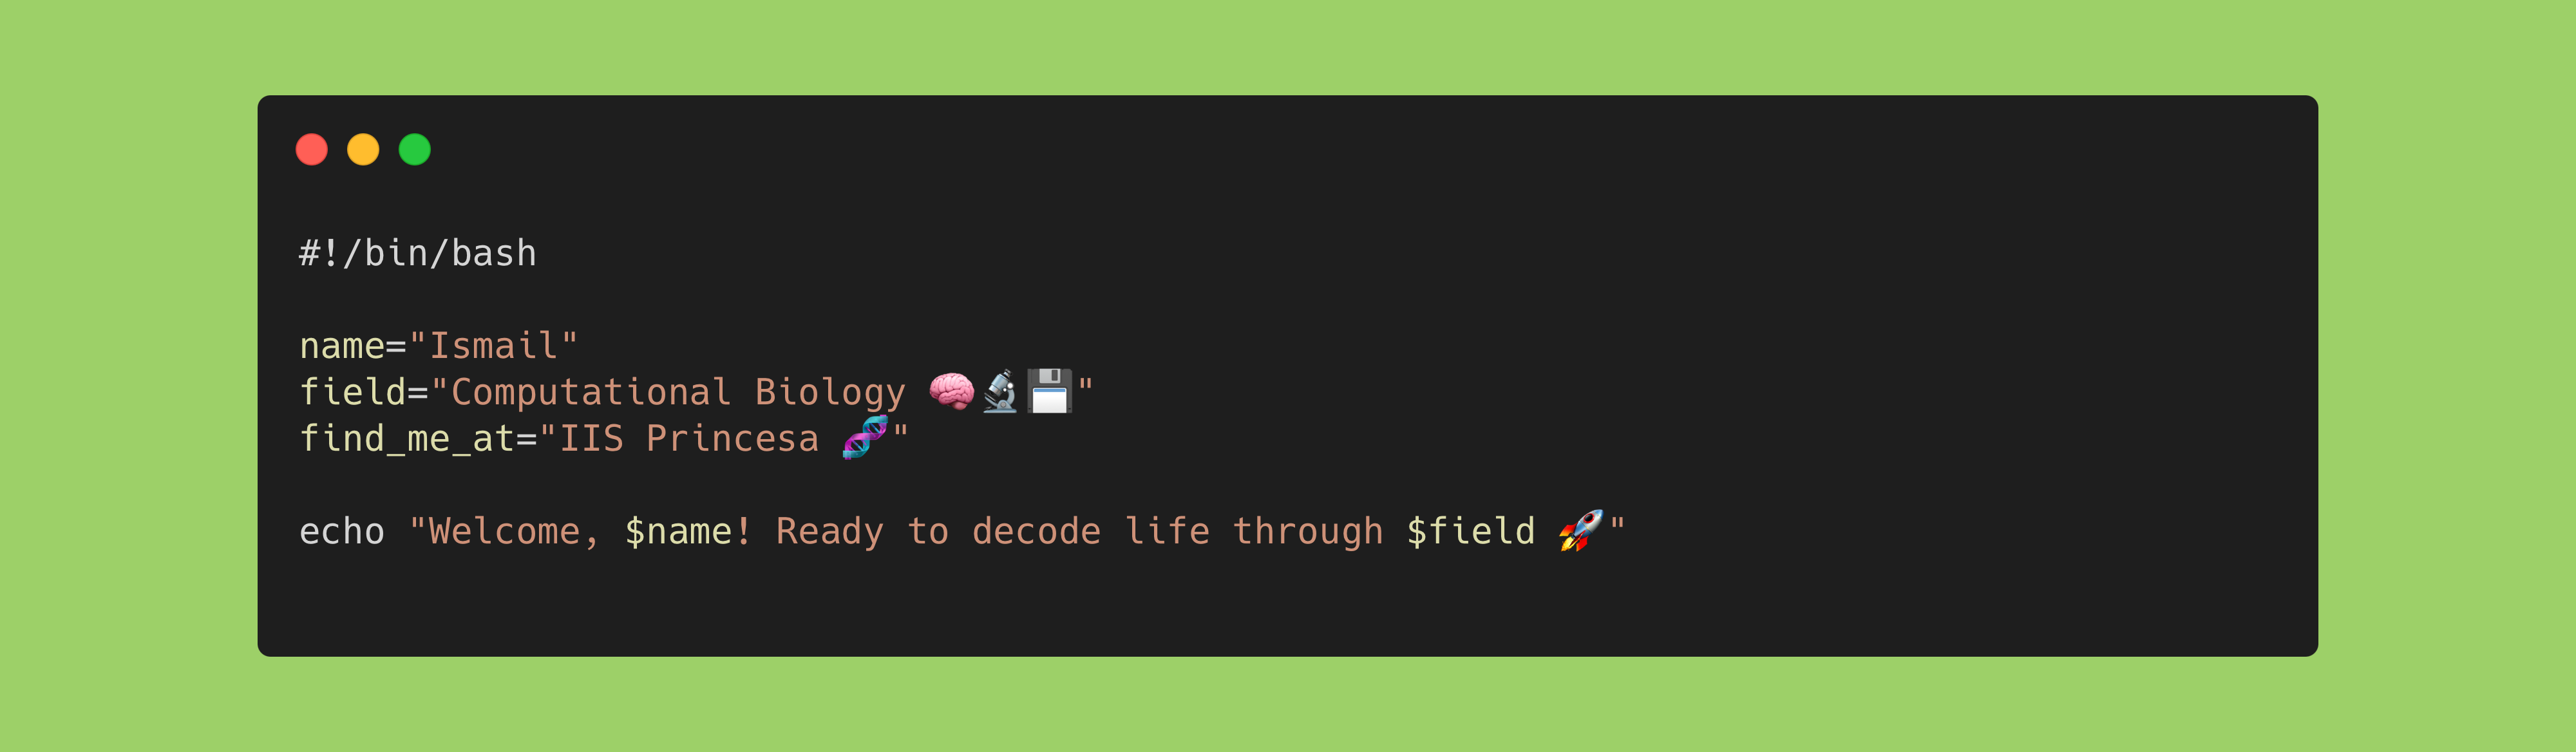 #!/bin/bash
name="Ismail"
field="Computational Biology 🧠🔬💾"
find_me_at="IIS Princesa 🧬"
echo "Welcome, $name! Ready to decode life through $field 🚀"